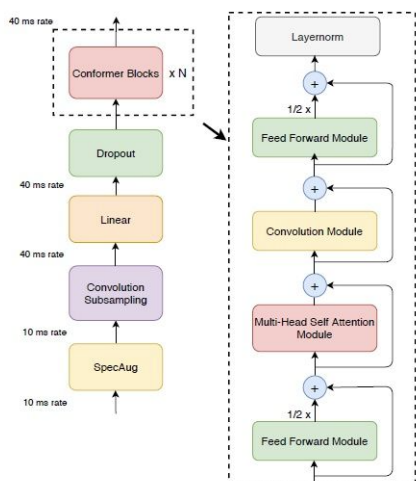 40 ms rate
Conformer Blocks
x N
Dropout
40 ms rate
Linear
40 ms rate
Convolution
Subsampling
10 ms rate
SpecAug
10 ms rate
Layernorm
+
1/2 x
Feed Forward Module
+
Convolution Module
+
Multi-Head Self Attention
Module
+
1/2 x
Feed Forward Module